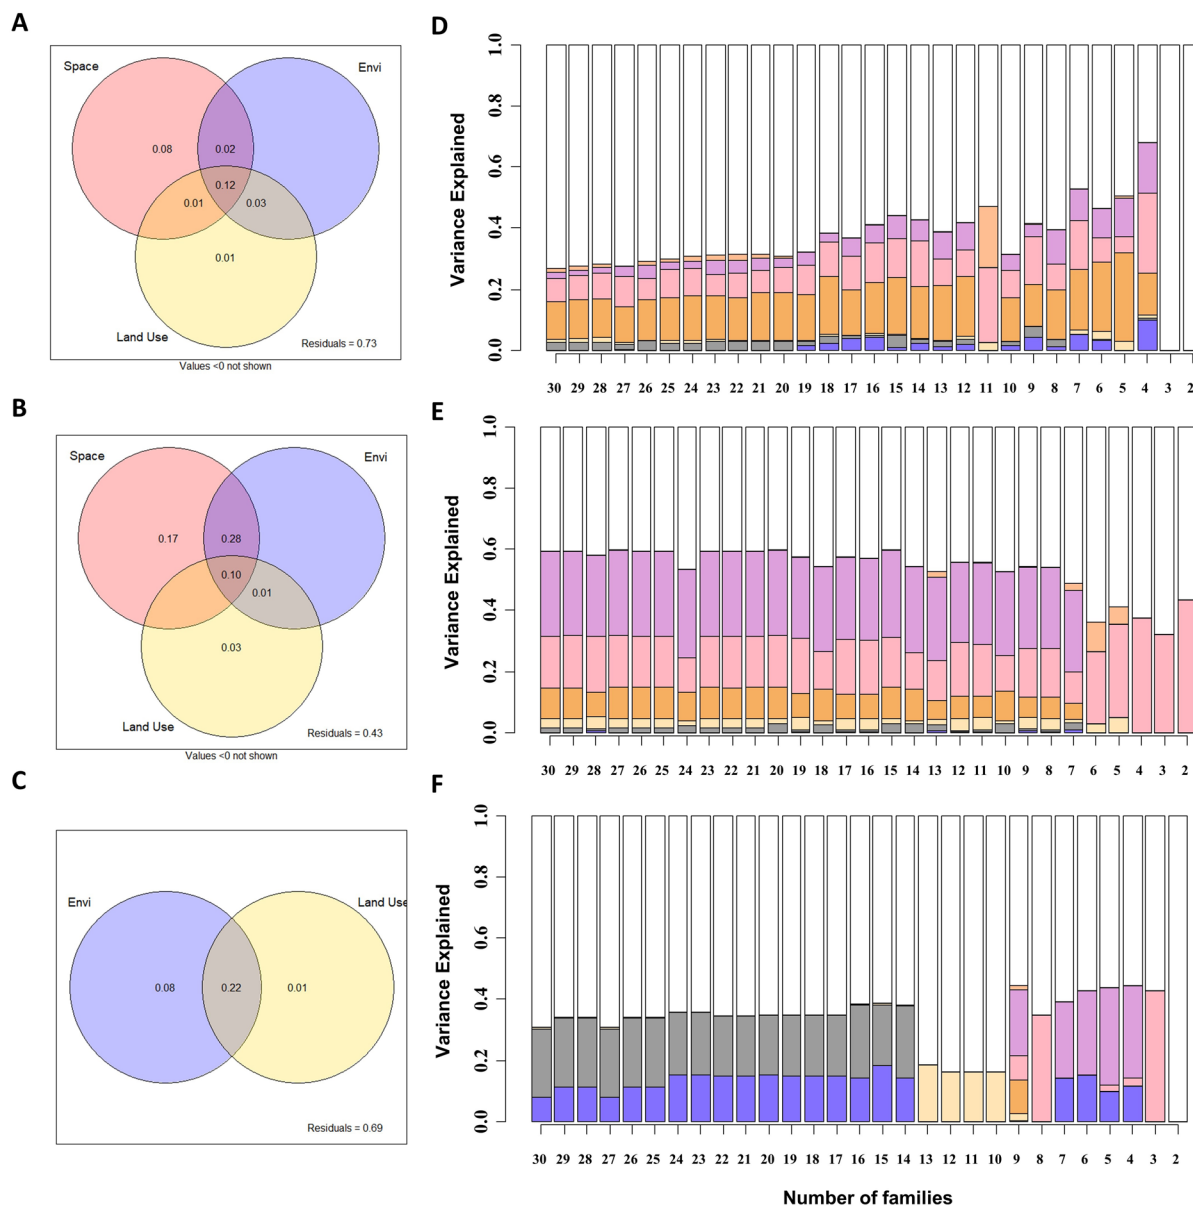 A
Space
Envi
0.08
0.02
0.12
0.01
0.03
0.01
Land Use
Residuals = 0.73
Values <0 not shown
D
Variance Explained
1.0
0.8
0.6
0.4
0.2
0.0
30 29 28 27 26 25 24 23 22 21 20 19 18 17 16 15 14 13 12 11 10 9 8 7 6 5 4 3 2
B
Space
Envi
0.17
0.28
0.10
0.01
0.03
Land Use
Residuals = 0.43
Values <0 not shown
E
Variance Explained
1.0
0.8
0.6
0.4
0.2
0.0
30 29 28 27 26 25 24 23 22 21 20 19 18 17 16 15 14 13 12 11 10 9 8 7 6 5 4 3 2
C
Envi
Land Use
0.08
0.22
0.01
Residuals = 0.69
F
Variance Explained
1.0
0.8
0.6
0.4
0.2
0.0
30 29 28 27 26 25 24 23 22 21 20 19 18 17 16 15 14 13 12 11 10 9 8 7 6 5 4 3 2
Number of families